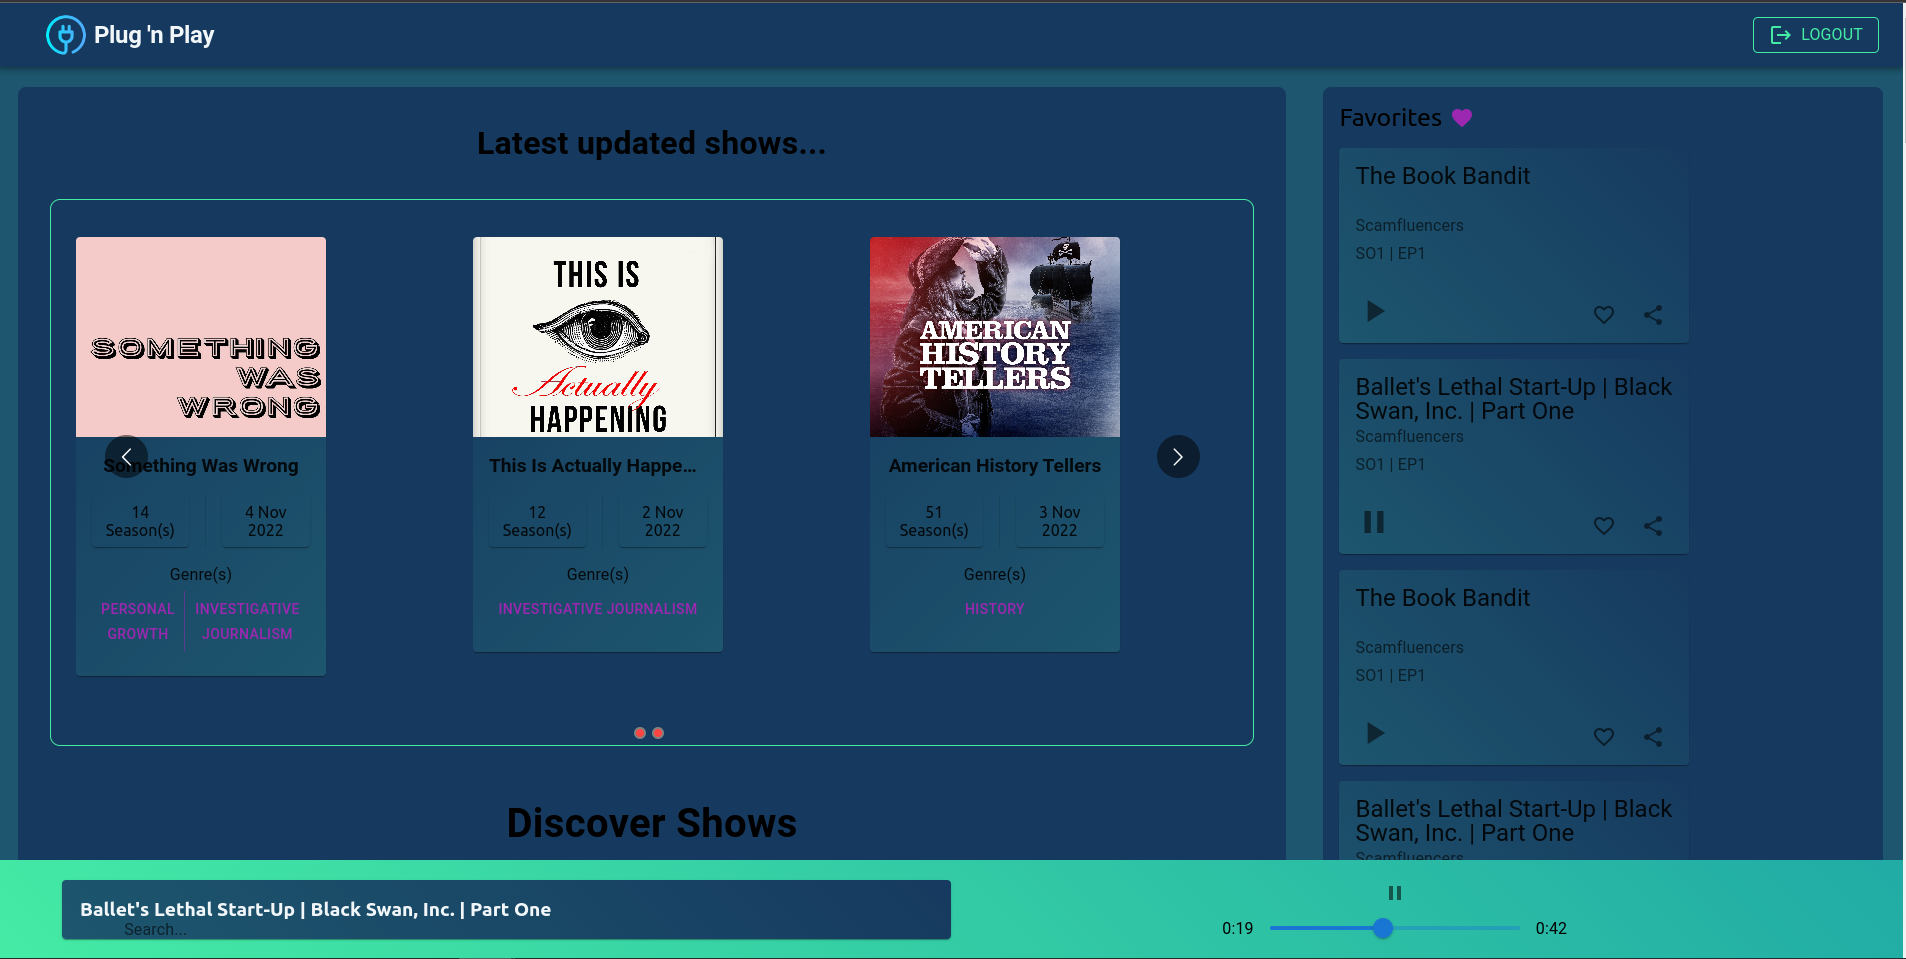 Plug 'n Play
LOGOUT
Latest updated shows...
SOMETHING
WAS
WRONG
Something Was Wrong
14
Season(s)
4 Nov
2022
Genre(s)
PERSONAL
GROWTH
INVESTIGATIVE
JOURNALISM
THIS IS
Actually
HAPPENING
This Is Actually Happe...
12
Season(s)
2 Nov
2022
Genre(s)
INVESTIGATIVE JOURNALISM
AMERICAN
HISTORY
TELLERS
American History Tellers
51
Season(s)
3 Nov
2022
Genre(s)
HISTORY
Discover Shows
Favorites
The Book Bandit
Scamfluencers
SO1 | EP1
Ballet's Lethal Start-Up | Black
Swan, Inc. | Part One
Scamfluencers
SO1 | EP1
The Book Bandit
Scamfluencers
SO1 | EP1
Ballet's Lethal Start-Up | Black
Swan, Inc. | Part One
Scamfluencers
Ballet's Lethal Start-Up | Black Swan, Inc. | Part One
Search...
0:19
0:42